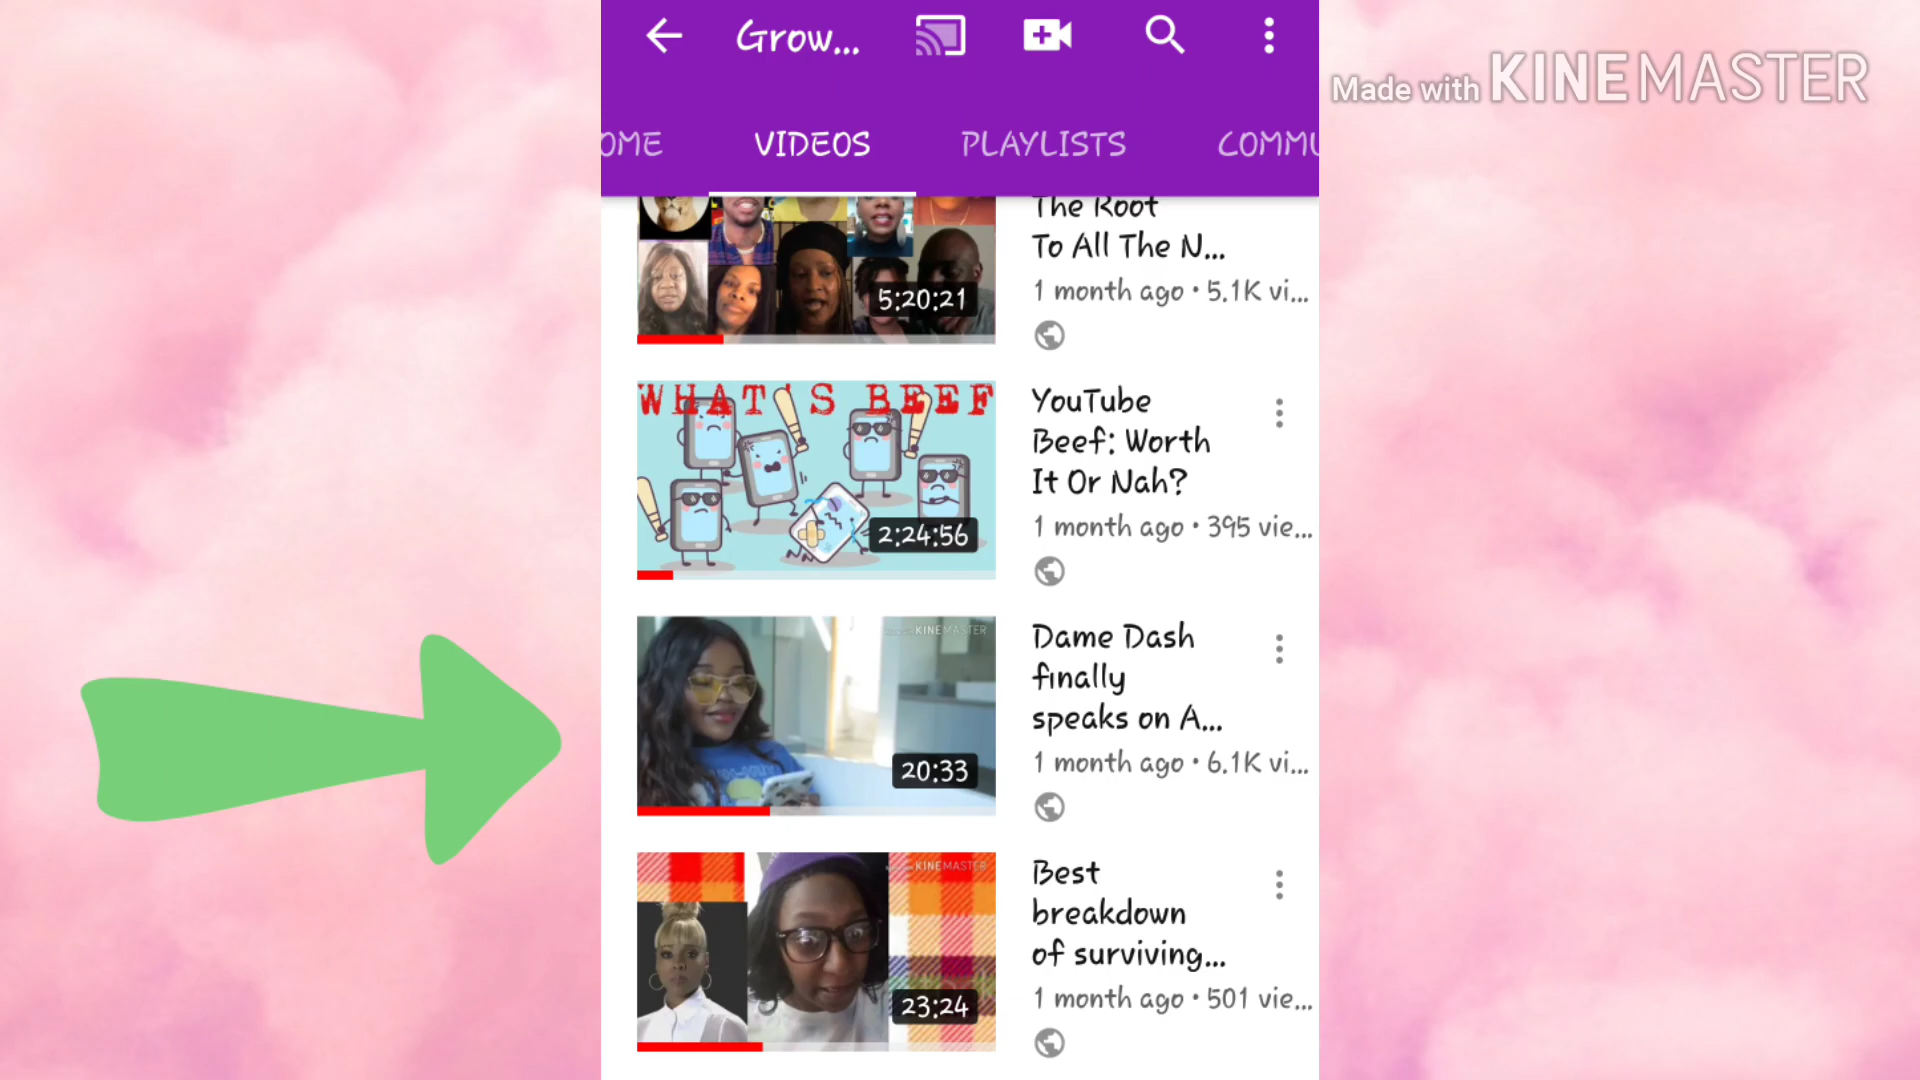 Grow...
Made with KINEMASTER
OME VIDEOS PLAYLISTS COMMU
The Root
To All The N...
1 month ago • 5.1K vi...
5:20:21
WHAT'S BEEF
YouTube
Beef: Worth
It Or Nah?
1 month ago • 395 vie...
2:24:56
KINEMASTER
Dame Dash
finally
speaks on A...
1 month ago • 6.1K vi...
20:33
KINEMASTER
Best
breakdown
of surviving...
1 month ago • 501 vie...
23:24